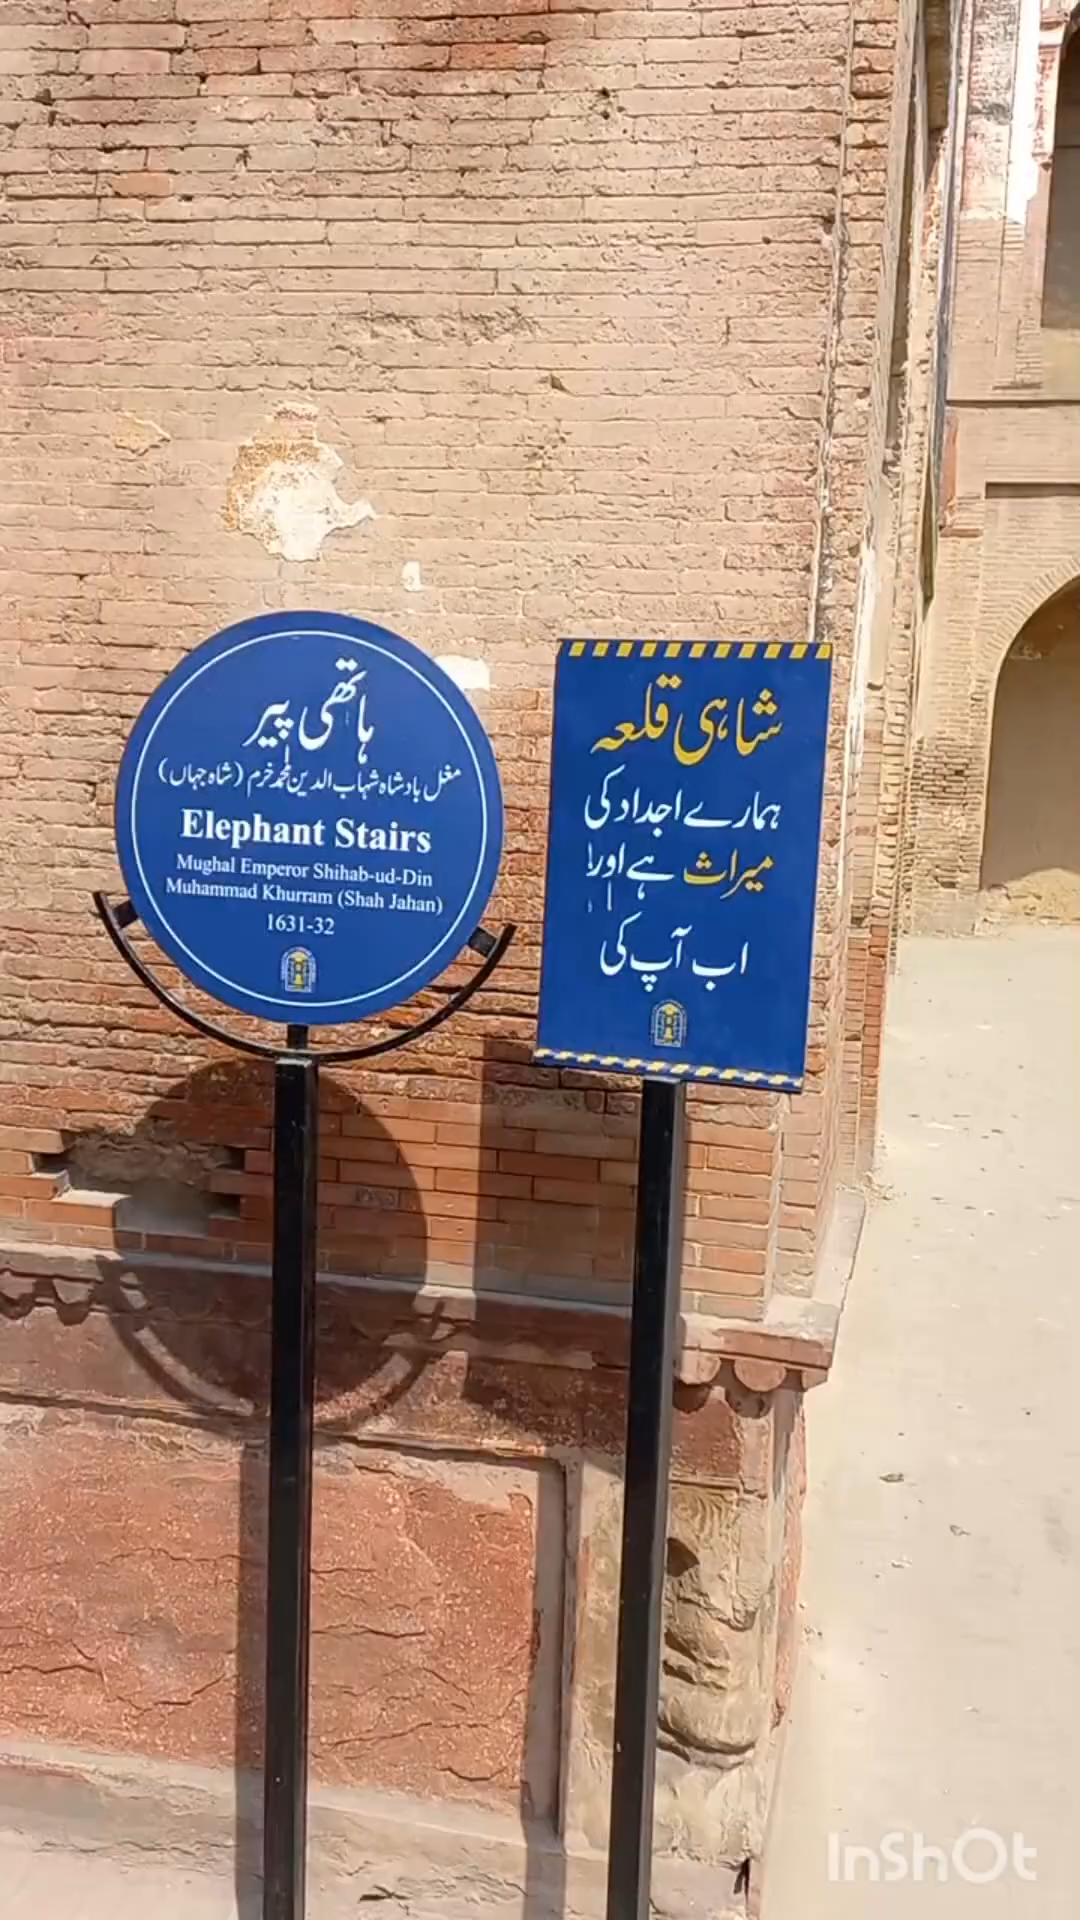 ہاتھی پیر
مغل بادشاہ شہاب الدین محمد خرم (شاہ جہاں)
Elephant Stairs
Mughal Emperor Shihab-ud-Din
Muhammad Khurram (Shah Jahan)
1631-32
شاہی قلعہ
ہمارے اجداد کی
میراث ہے اور
اب آپ کی
InShOt